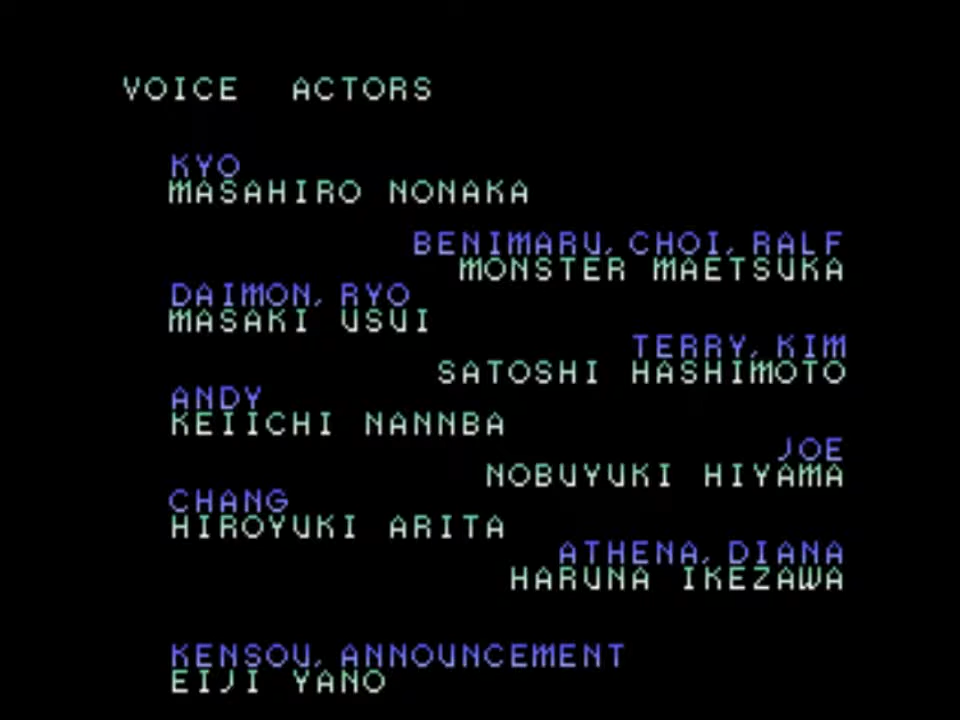 VOICE ACTORS
KYO
MASAHIRO NONAKA
BENIMARU, CHOI, RALF
MONSTER MAETSUKA
DAIMON, RYO
MASAKI USUI
TERRY, KIM
SATOSHI HASHIMOTO
ANDY
KEIICHI NANNBA
JOE
NOBUYUKI HIYAMA
CHANG
HIROYUKI ARITA
ATHENA, DIANA
HARUNA IKEZAWA
KENSOU, ANNOUNCEMENT
EIJI YANO